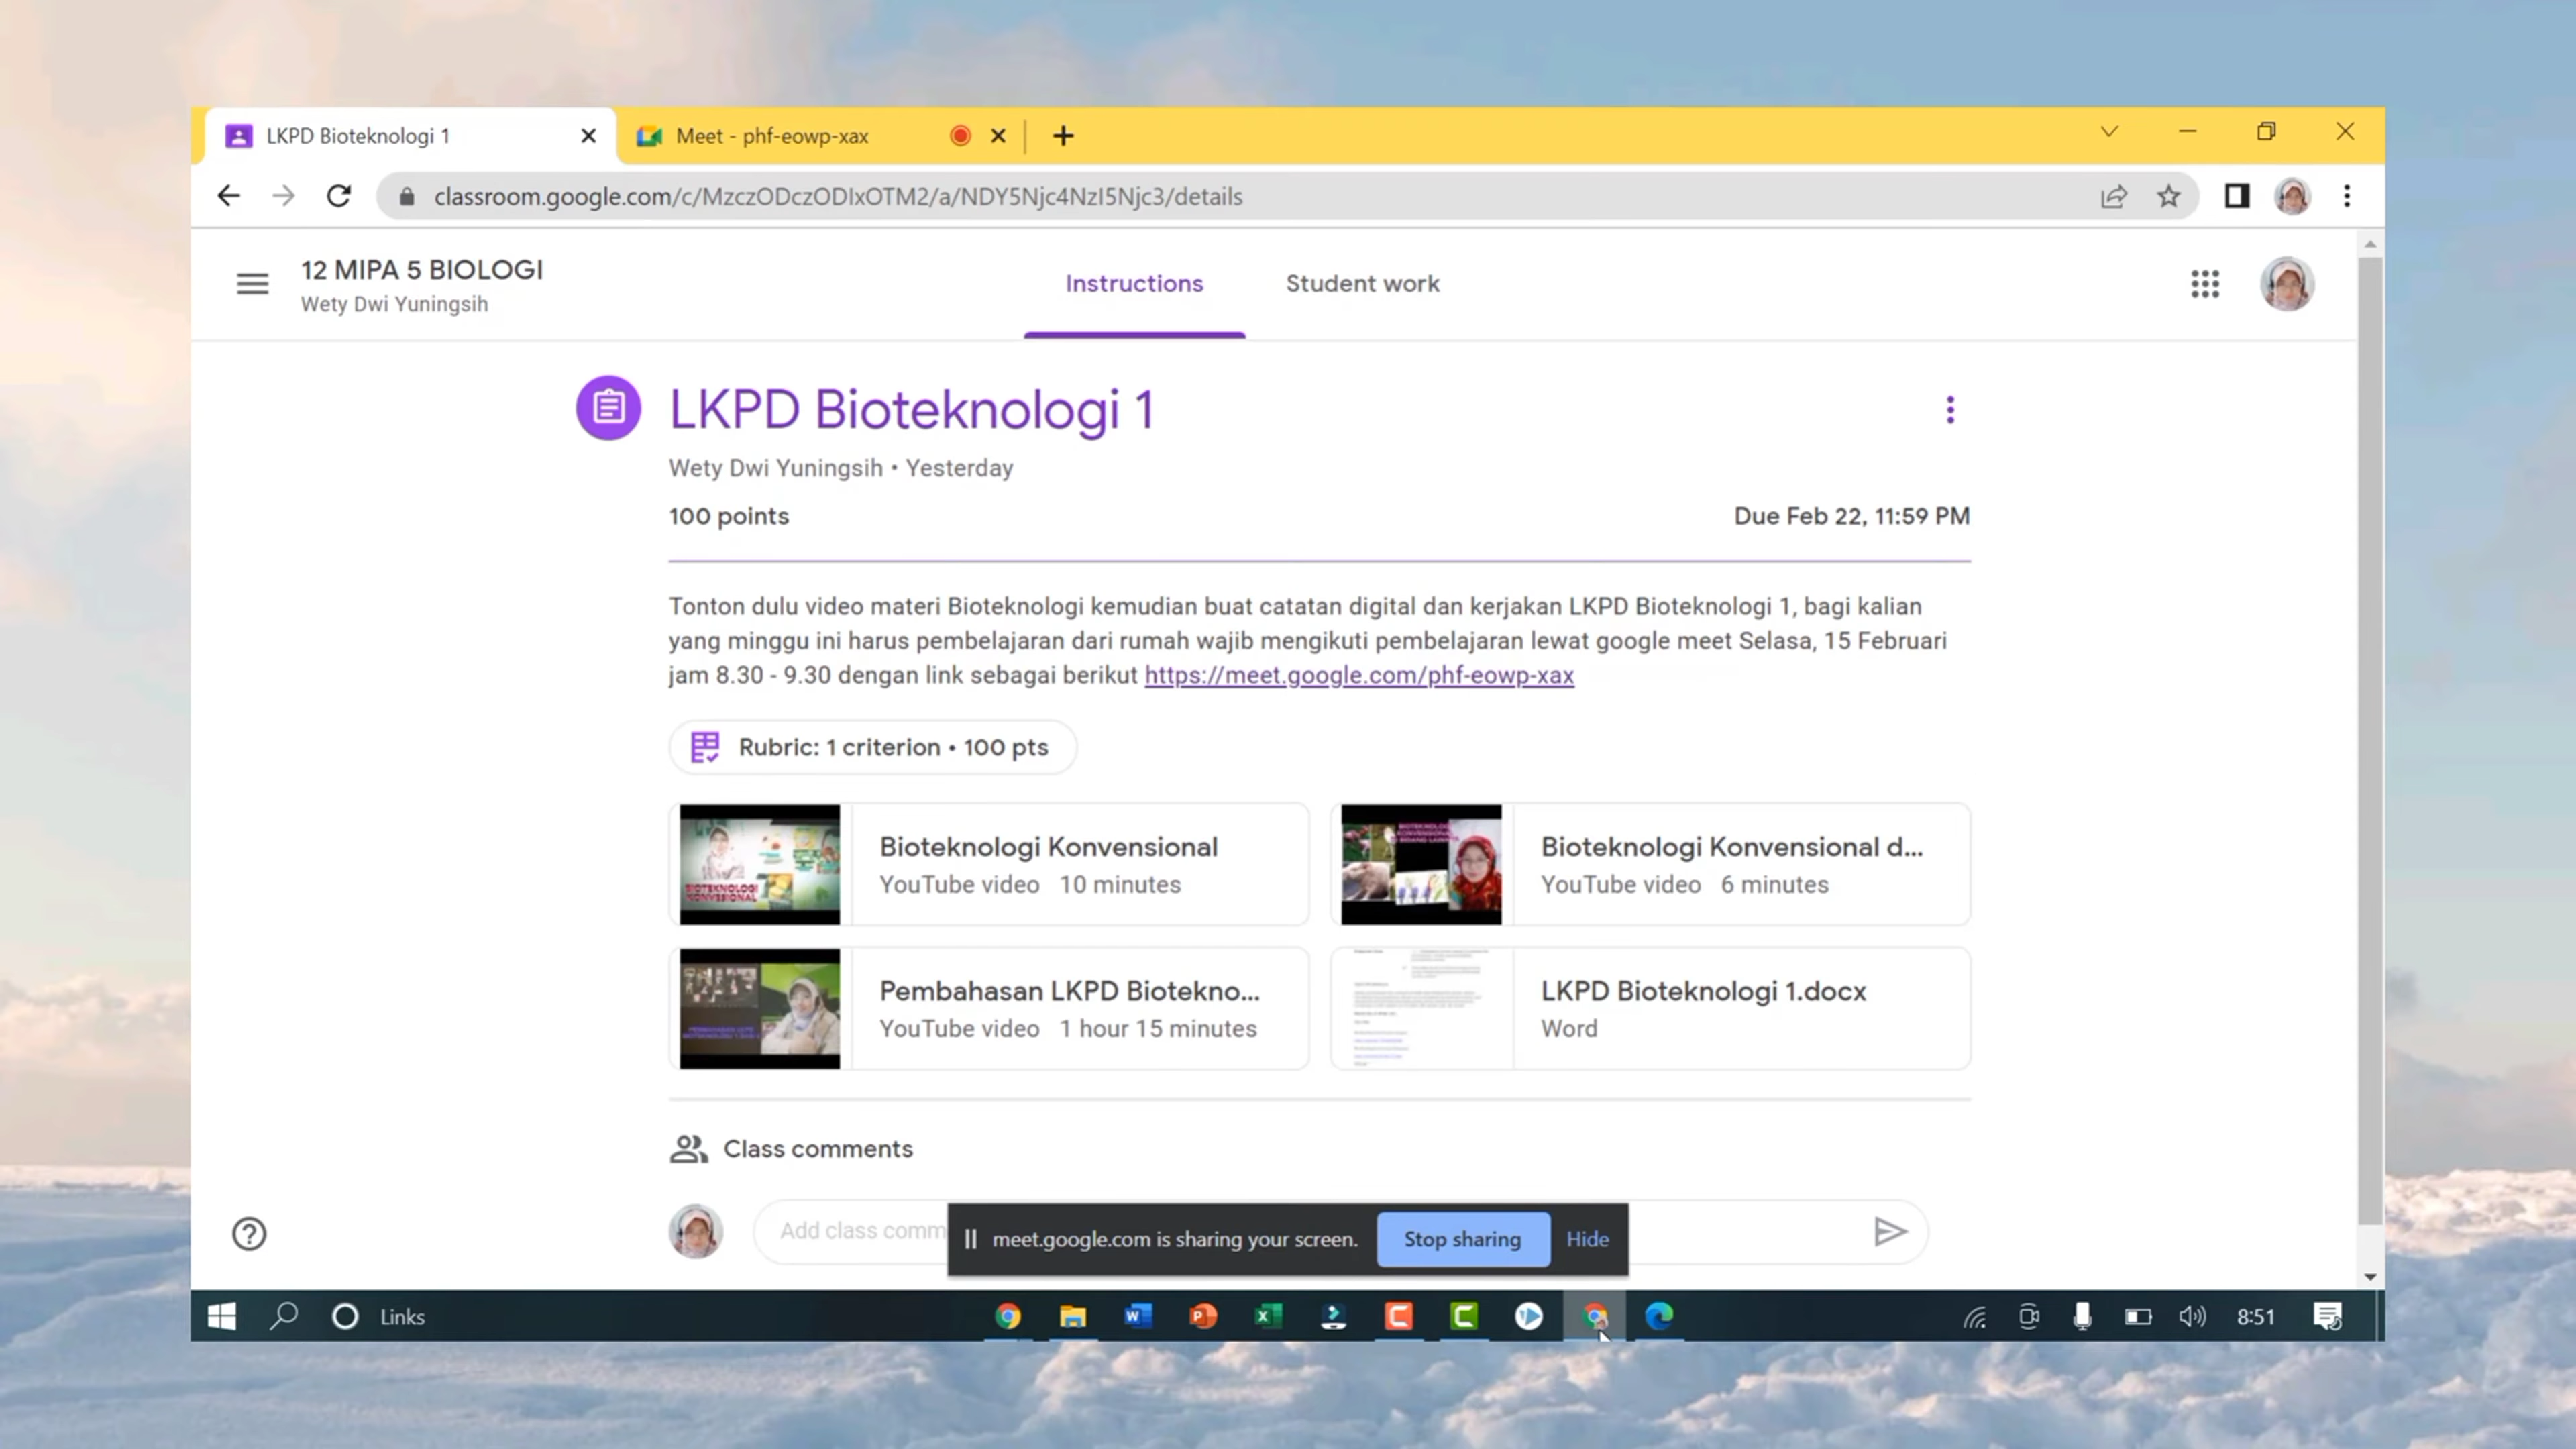 LKPD Bioteknologi 1
Meet - phf-eowp-xax
classroom.google.com/c/MzczODczODIxOTM2/a/NDY5Njc4NzI5Njc3/details
12 MIPA 5 BIOLOGI
Wety Dwi Yuningsih
Instructions
Student work
LKPD Bioteknologi 1
Wety Dwi Yuningsih • Yesterday
100 points
Due Feb 22, 11:59 PM
Tonton dulu video materi Bioteknologi kemudian buat catatan digital dan kerjakan LKPD Bioteknologi 1, bagi kalian
yang minggu ini harus pembelajaran dari rumah wajib mengikuti pembelajaran lewat google meet Selasa, 15 Februari
jam 8.30 - 9.30 dengan link sebagai berikut https://meet.google.com/phf-eowp-xax
Rubric: 1 criterion • 100 pts
Bioteknologi Konvensional
YouTube video 10 minutes
Bioteknologi Konvensional d...
YouTube video 6 minutes
Pembahasan LKPD Biotekno...
YouTube video 1 hour 15 minutes
LKPD Bioteknologi 1.docx
Word
Class comments
Add class comm
meet.google.com is sharing your screen.
Stop sharing
Hide
Links
8:51